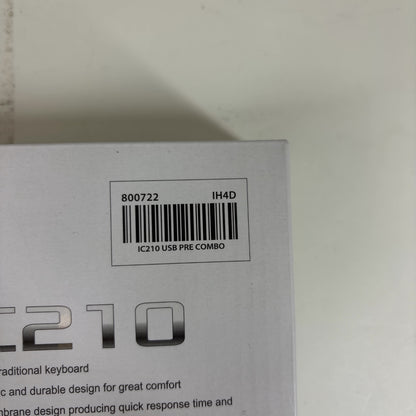 800722 IH4D
IC210 USB PRE COMBO
C210
raditional keyboard
c and durable design for great comfort
brane design producing quick response time and